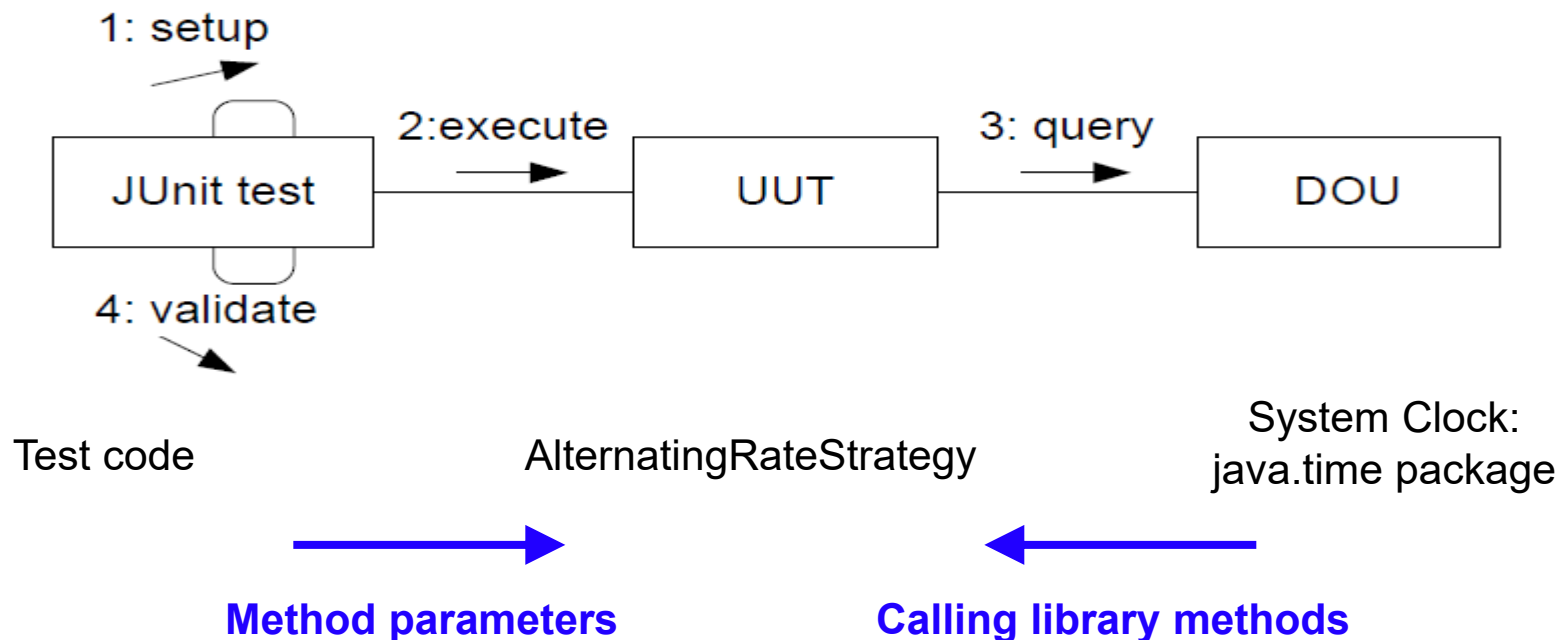 1: setup
2:execute
3: query
JUnit test
UUT
DOU
4: validate
Test code
AlternatingRateStrategy
System Clock:
java.time package
Method parameters
Calling library methods